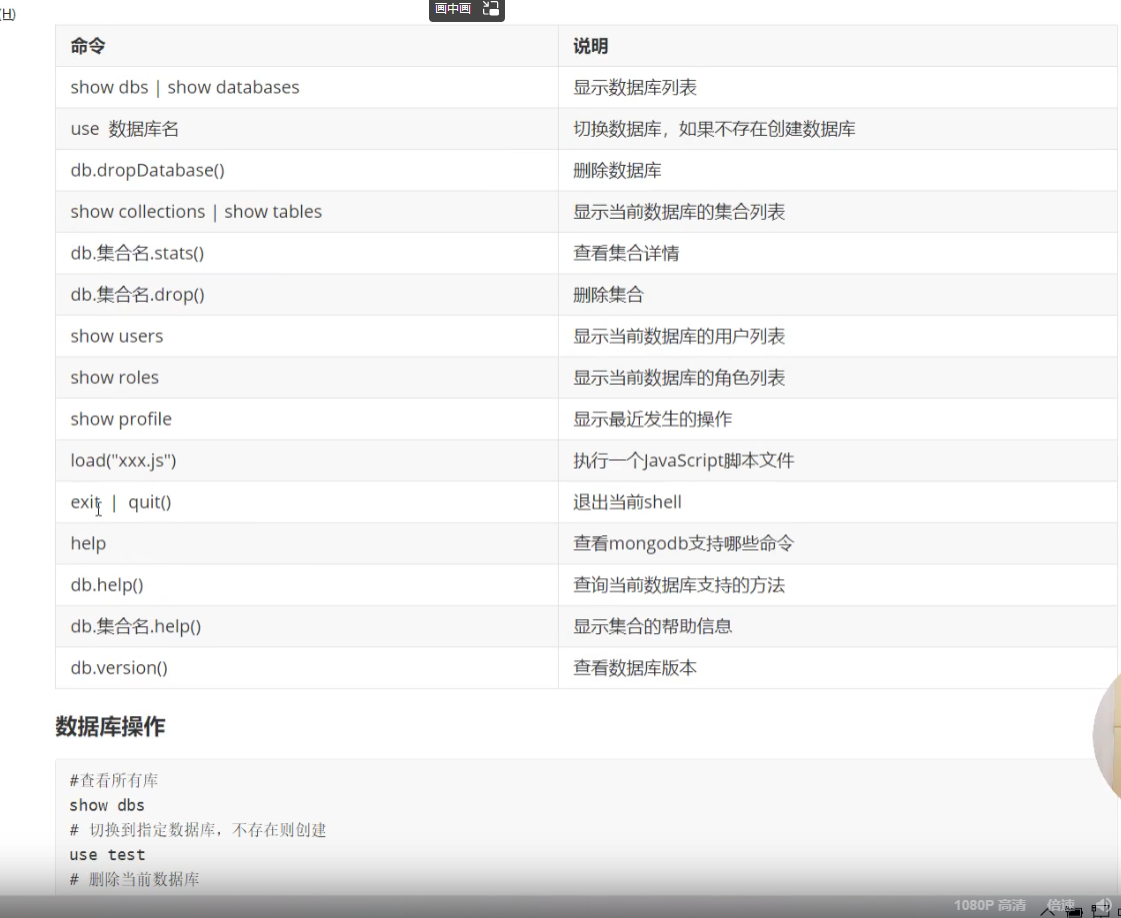 (H)
画中画
命令 说明
show dbs | show databases 显示数据库列表
use 数据库名 切换数据库，如果不存在创建数据库
db.dropDatabase() 删除数据库
show collections | show tables 显示当前数据库的集合列表
db.集合名.stats() 查看集合详情
db.集合名.drop() 删除集合
show users 显示当前数据库的用户列表
show roles 显示当前数据库的角色列表
show profile 显示最近发生的操作
load("xxx.js") 执行一个JavaScript脚本文件
exit | quit() 退出当前shell
help 查看mongodb支持哪些命令
db.help() 查询当前数据库支持的方法
db.集合名.help() 显示集合的帮助信息
db.version() 查看数据库版本
数据库操作
#查看所有库
show dbs
# 切换到指定数据库，不存在则创建
use test
# 删除当前数据库
1080P 高清 倍速